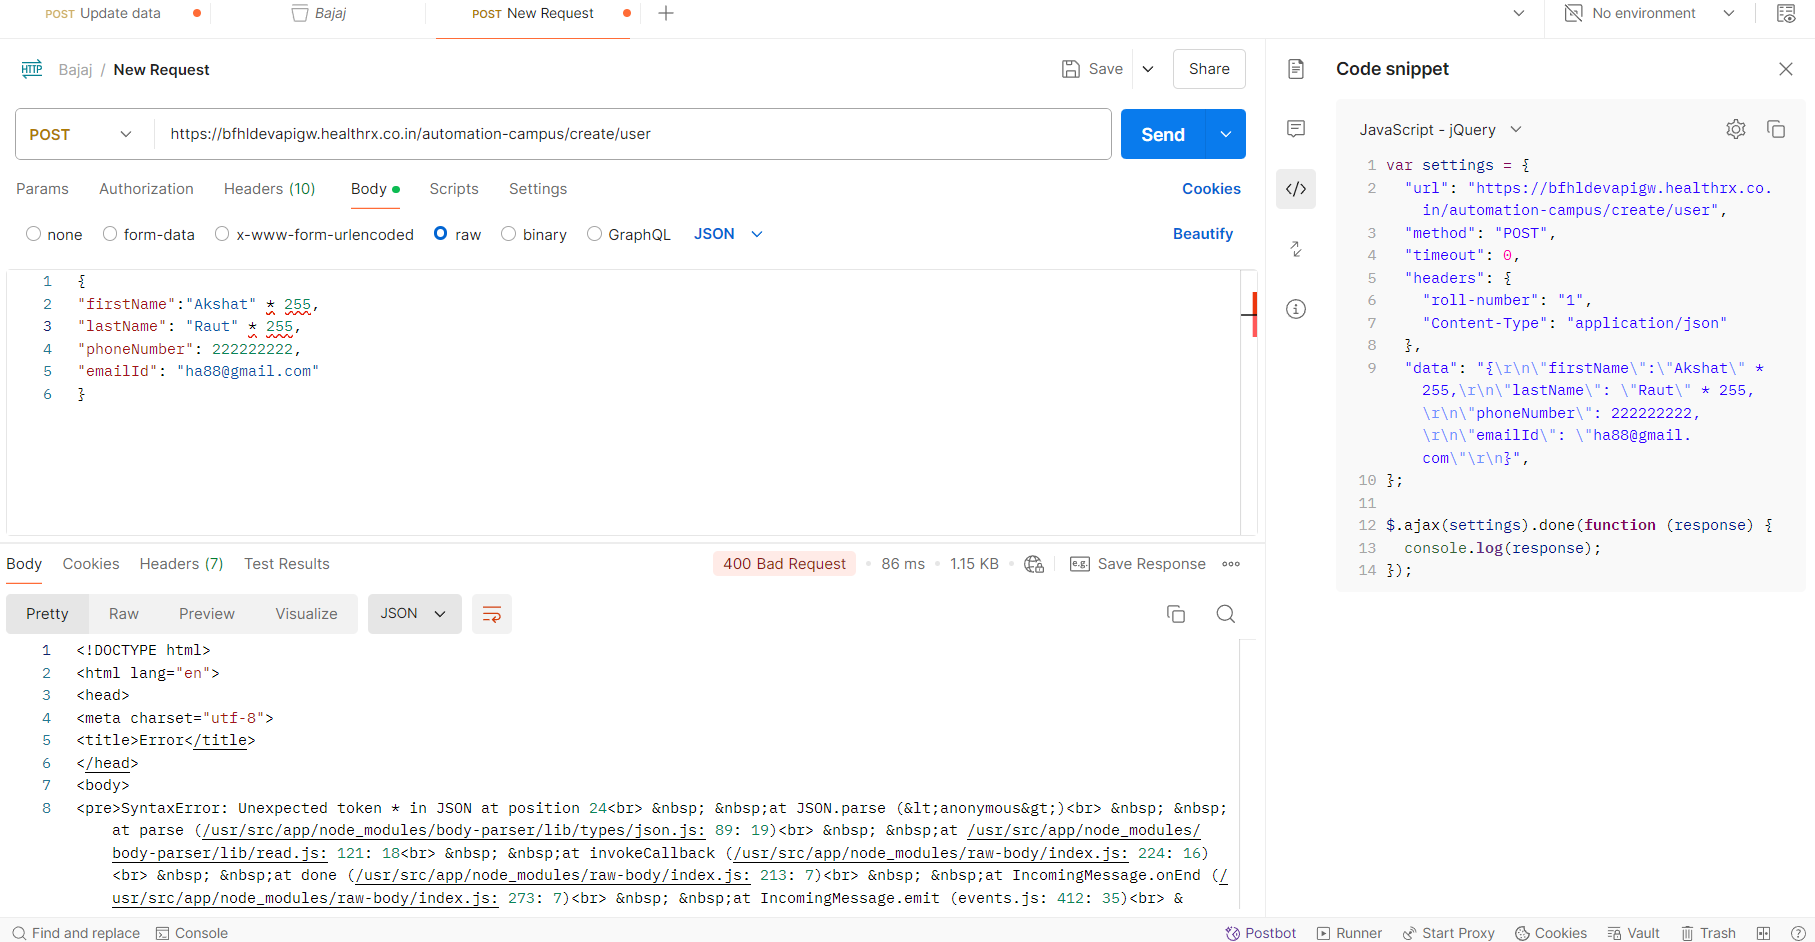 POST Update data
Bajaj
POST New Request
No environment
HTTP Bajaj / New Request
Save
Share
POST
https://bfhldevapigw.healthrx.co.in/automation-campus/create/user
Send
Params
Authorization
Headers (10)
Body
Scripts
Settings
Cookies
none
form-data
x-www-form-urlencoded
raw
binary
GraphQL
JSON
Beautify
1 {
2 "firstName":"Akshat" * 255,
3 "lastName": "Raut" * 255,
4 "phoneNumber": 222222222,
5 "emailId": "ha88@gmail.com"
6 }
Body
Cookies
Headers (7)
Test Results
400 Bad Request
86 ms
1.15 KB
e.g.
Save Response
Pretty
Raw
Preview
Visualize
JSON
1 <!DOCTYPE html>
2 <html lang="en">
3 <head>
4 <meta charset="utf-8">
5 <title>Error</title>
6 </head>
7 <body>
8 <pre>SyntaxError: Unexpected token * in JSON at position 24<br> &nbsp; &nbsp;at JSON.parse (&lt;anonymous&gt;)<br> &nbsp; &nbsp;
at parse (/usr/src/app/node_modules/body-parser/lib/types/json.js: 89: 19)<br> &nbsp; &nbsp;at /usr/src/app/node_modules/
body-parser/lib/read.js: 121: 18<br> &nbsp; &nbsp;at invokeCallback (/usr/src/app/node_modules/raw-body/index.js: 224: 16)
<br> &nbsp; &nbsp;at done (/usr/src/app/node_modules/raw-body/index.js: 213: 7)<br> &nbsp; &nbsp;at IncomingMessage.onEnd (/
usr/src/app/node_modules/raw-body/index.js: 273: 7)<br> &nbsp; &nbsp;at IncomingMessage.emit (events.js: 412: 35)<br> &
Code snippet
JavaScript - jQuery
1 var settings = {
2 "url": "https://bfhldevapigw.healthrx.co.
in/automation-campus/create/user",
3 "method": "POST",
4 "timeout": 0,
5 "headers": {
6 "roll-number": "1",
7 "Content-Type": "application/json"
8 },
9 "data": "{\r\n\"firstName\":\"Akshat\" *
255,\r\n\"lastName\": \"Raut\" * 255,
\r\n\"phoneNumber\": 222222222,
\r\n\"emailId\": \"ha88@gmail.
com\"\r\n}",
10 };
11
12 $.ajax(settings).done(function (response) {
13 console.log(response);
14 });
Find and replace
Console
Postbot
Runner
Start Proxy
Cookies
Vault
Trash